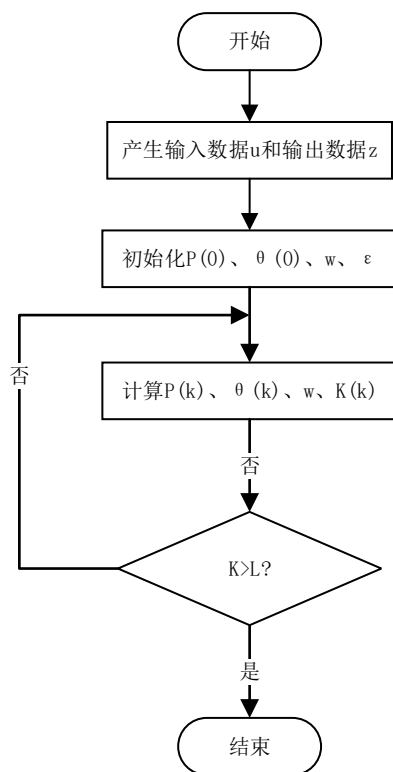 开始
产生输入数据u和输出数据z
初始化P(0)、θ(0)、w、ε
否
计算P(k)、θ(k)、w、K(k)
否
K>L?
是
结束